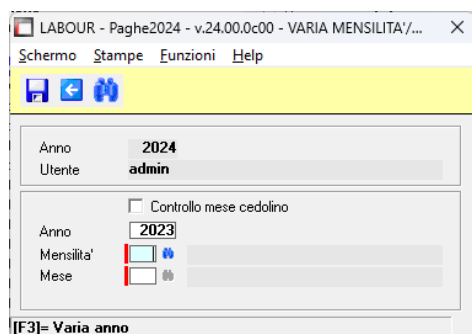 LABOUR - Paghe2024 - v.24.00.0c00 - VARIA MENSILITA'/...
Schermo Stampe Funzioni Help
Anno 2024
Utente admin
Controllo mese cedolino
Anno 2023
Mensilita'
Mese
[F3]= Varia anno